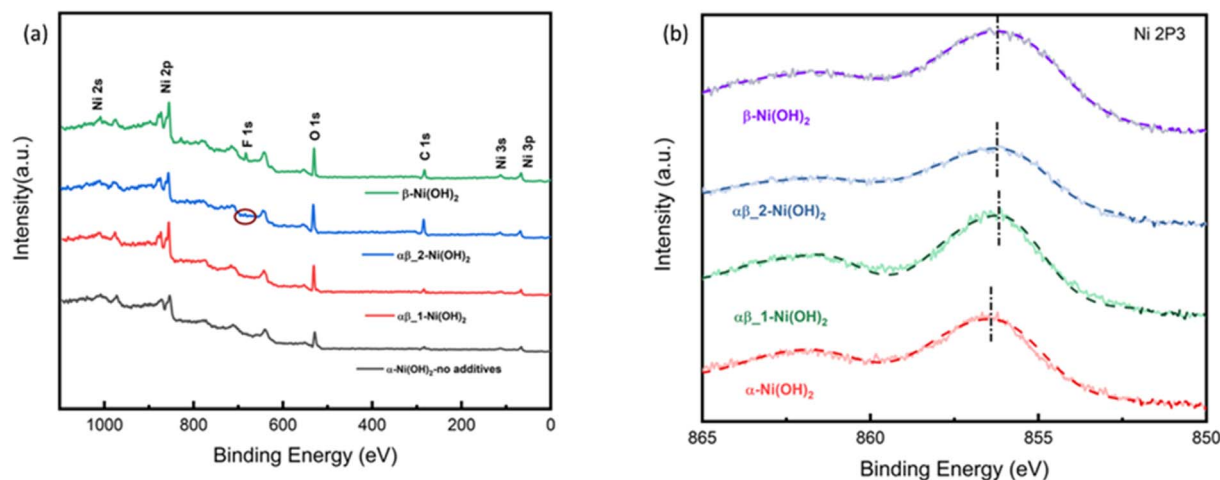 (a)
Intensity(a.u.)
Ni 2s
Ni 2p
F 1s
O 1s
C 1s
Ni 3s
Ni 3p
β-Ni(OH)₂
αβ_2-Ni(OH)₂
αβ_1-Ni(OH)₂
α-Ni(OH)₂-no additives
1000 800 600 400 200 0
Binding Energy (eV)
(b)
Intensity (a.u.)
Ni 2P3
β-Ni(OH)₂
αβ_2-Ni(OH)₂
αβ_1-Ni(OH)₂
α-Ni(OH)₂
865 860 855 850
Binding Energy (eV)